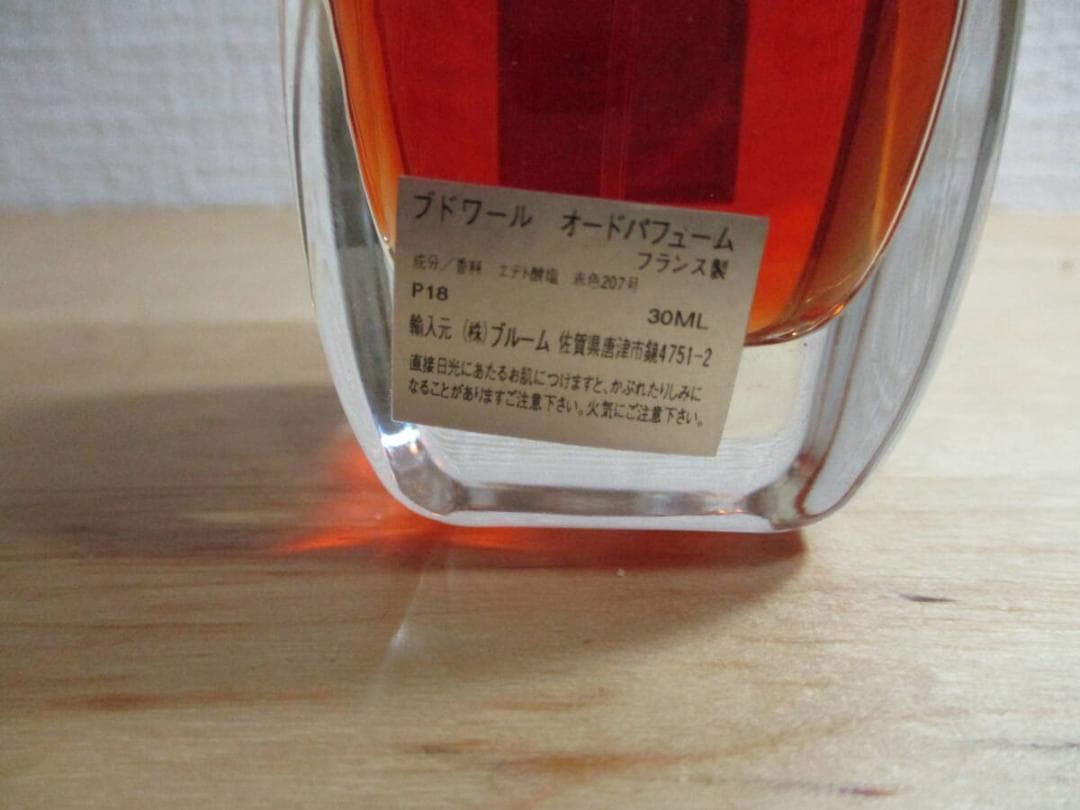 ブドワール オードパフューム
フランス製
成分／香料 エデト酸塩 赤色207号
P18
30ML
輸入元 (株)ブルーム 佐賀県唐津市鏡4751-2
直接日光にあたるお肌につけますと、かぶれたりしみに
なることがありますご注意下さい。火気にご注意下さい。